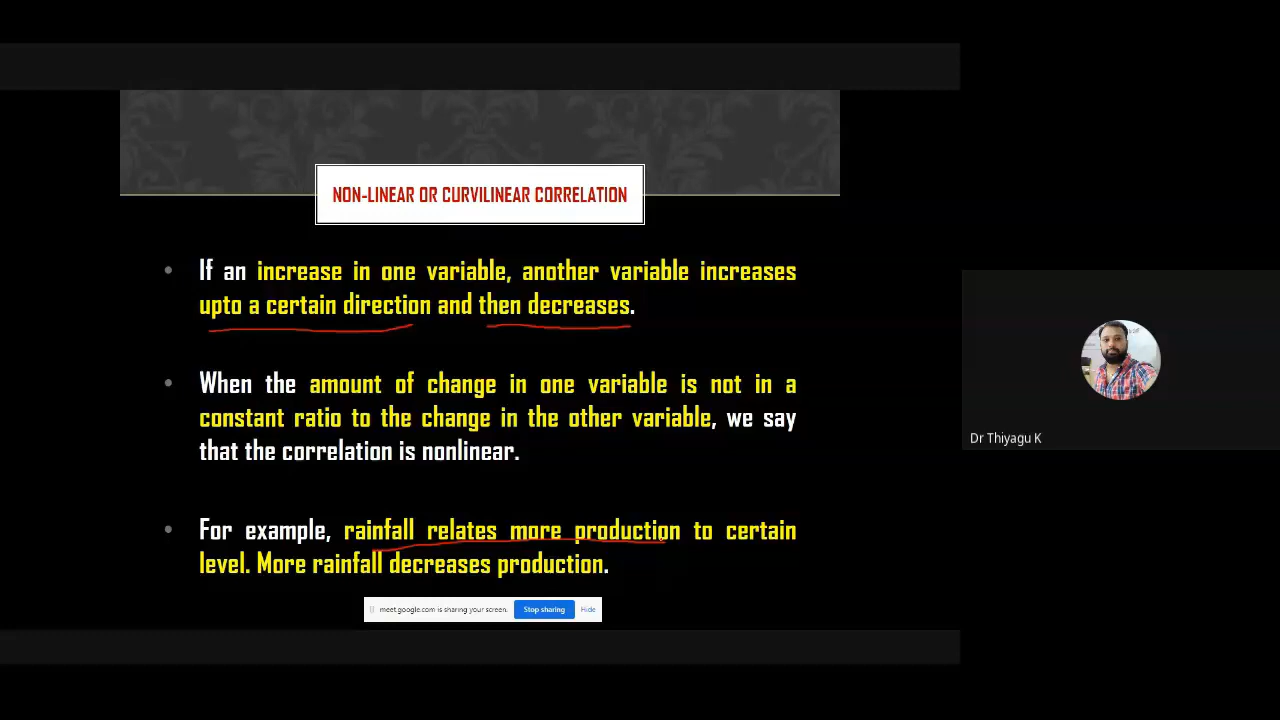 NON-LINEAR OR CURVILINEAR CORRELATION
• If an increase in one variable, another variable increases
upto a certain direction and then decreases.
• When the amount of change in one variable is not in a
constant ratio to the change in the other variable, we say
that the correlation is nonlinear.
• For example, rainfall relates more production to certain
level. More rainfall decreases production.
meet.google.com is sharing your screen. Stop sharing Hide
Dr Thiyagu K